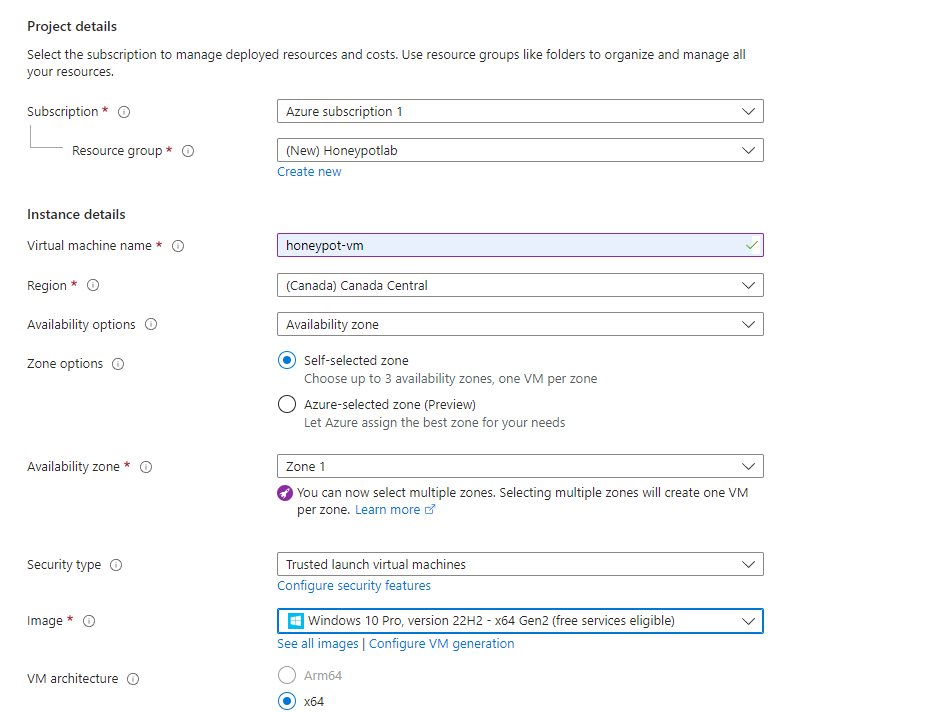 Project details
Select the subscription to manage deployed resources and costs. Use resource groups like folders to organize and manage all
your resources.
Subscription *
Azure subscription 1
Resource group *
(New) Honeypotlab
Create new
Instance details
Virtual machine name *
honeypot-vm
Region *
(Canada) Canada Central
Availability options
Availability zone
Zone options
Self-selected zone
Choose up to 3 availability zones, one VM per zone
Azure-selected zone (Preview)
Let Azure assign the best zone for your needs
Availability zone *
Zone 1
You can now select multiple zones. Selecting multiple zones will create one VM
per zone. Learn more
Security type
Trusted launch virtual machines
Configure security features
Image *
Windows 10 Pro, version 22H2 - x64 Gen2 (free services eligible)
See all images | Configure VM generation
VM architecture
Arm64
x64